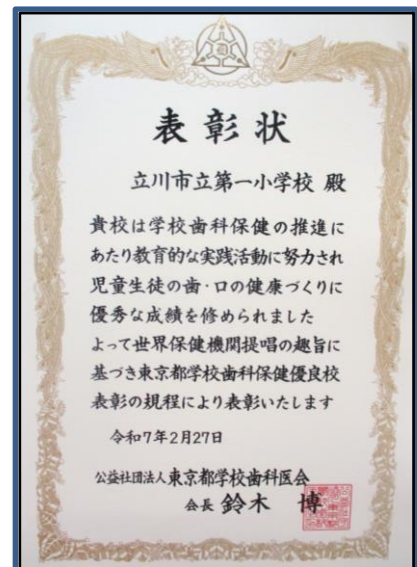 表彰状
立川市立第一小学校 殿
貴校は学校歯科保健の推進に
あたり教育的な実践活動に努力され
児童生徒の歯・口の健康づくりに
優秀な成績を修められました
よって世界保健機関提唱の趣旨に
基づき東京都学校歯科保健優良校
表彰の規程により表彰いたします
令和7年2月27日
公益社団法人 東京都学校歯科医会
会長 鈴木 博